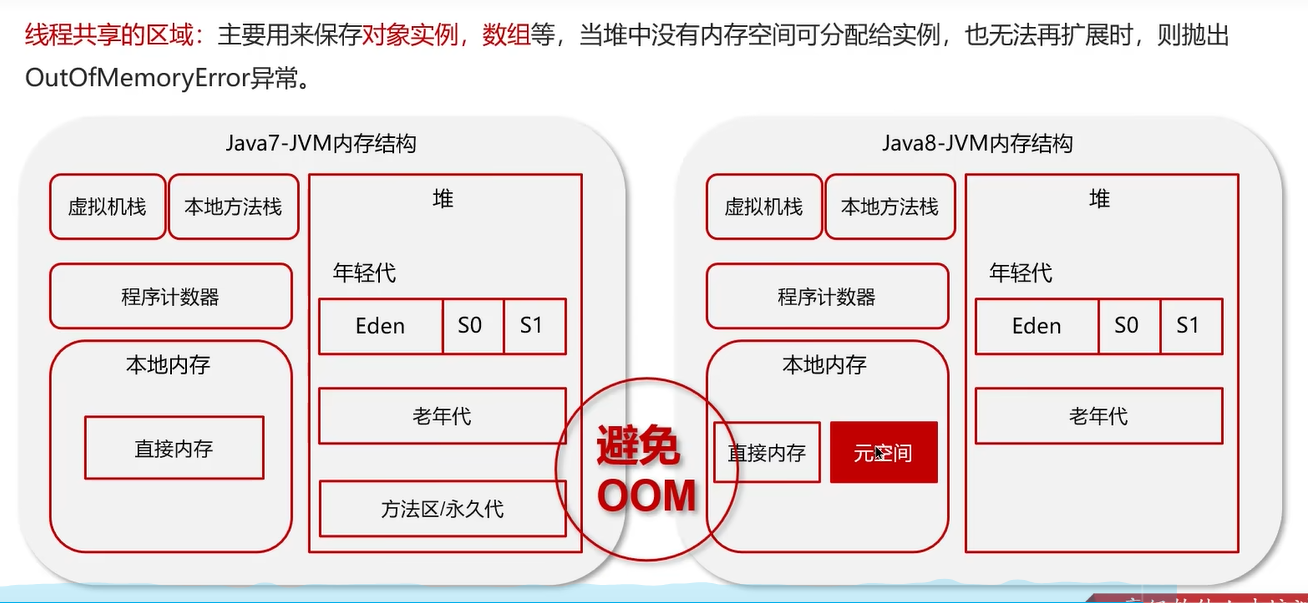 线程共享的区域：主要用来保存对象实例，数组等，当堆中没有内存空间可分配给实例，也无法再扩展时，则抛出
OutOfMemoryError异常。
Java7-JVM内存结构
虚拟机栈
本地方法栈
堆
程序计数器
年轻代
Eden
S0
S1
本地内存
直接内存
老年代
方法区/永久代
避免
OOM
Java8-JVM内存结构
虚拟机栈
本地方法栈
堆
程序计数器
年轻代
Eden
S0
S1
本地内存
直接内存
元空间
老年代